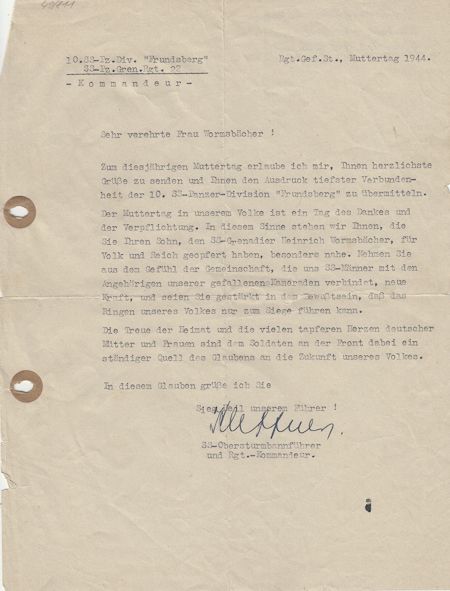 10.SS-Pz.Div. "Frundsberg"
SS-Pz.Gren.Rgt. 22
- K o m m a n d e u r -
Rgt.Gef.St., Muttertag 1944.
Sehr verehrte Frau Wormsbächer !
Zum diesjährigen Muttertag erlaube ich mir, Ihnen herzlichste
Grüße zu senden und Ihnen den Ausdruck tiefster Verbunden-
heit der 10. SS-Panzer-Division "Frundsberg" zu übermitteln.
Der Muttertag in unserem Volke ist ein Tag des Dankes und
der Verpflichtung. In diesem Sinne stehen wir Ihnen, die
Sie Ihren Sohn, den SS-Grenadier Heinrich Wormsbächer, für
Volk und Reich geopfert haben, besonders nahe. Nehmen Sie
aus dem Gefühl der Gemeinschaft, die uns SS-Männer mit den
Angehörigen unserer gefallenen Kameraden verbindet, neue
Kraft, und seien Sie gestärkt in dem Bewußtsein, daß das
Ringen unseres Volkes nur zum Siege führen kann.
Die Treue der Heimat und die vielen tapferen Herzen deutscher
Mütter und Frauen sind dem Soldaten an der Front dabei ein
ständiger Quell des Glaubens an die Zukunft unseres Volkes.
In diesem Glauben grüße ich Sie
Sieg Heil unserem Führer !
SS-Obersturmbannführer
und Rgt.-Kommandeur.